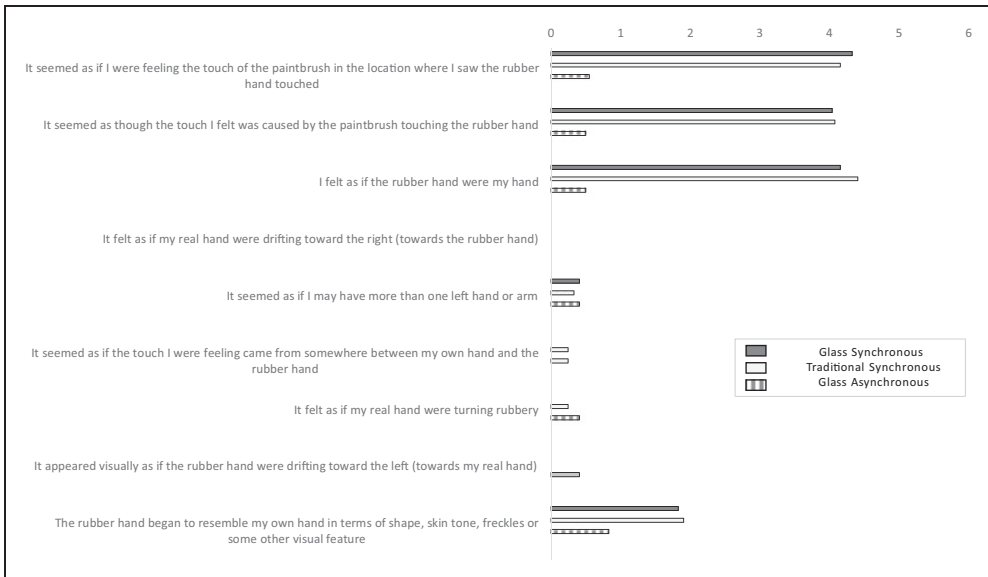 0 1 2 3 4 5 6
It seemed as if I were feeling the touch of the paintbrush in the location where I saw the rubber
hand touched
It seemed as though the touch I felt was caused by the paintbrush touching the rubber hand
I felt as if the rubber hand were my hand
It felt as if my real hand were drifting toward the right (towards the rubber hand)
It seemed as if I may have more than one left hand or arm
It seemed as if the touch I were feeling came from somewhere between my own hand and the
rubber hand
Glass Synchronous
Traditional Synchronous
Glass Asynchronous
It felt as if my real hand were turning rubbery
It appeared visually as if the rubber hand were drifting toward the left (towards my real hand)
The rubber hand began to resemble my own hand in terms of shape, skin tone, freckles or
some other visual feature